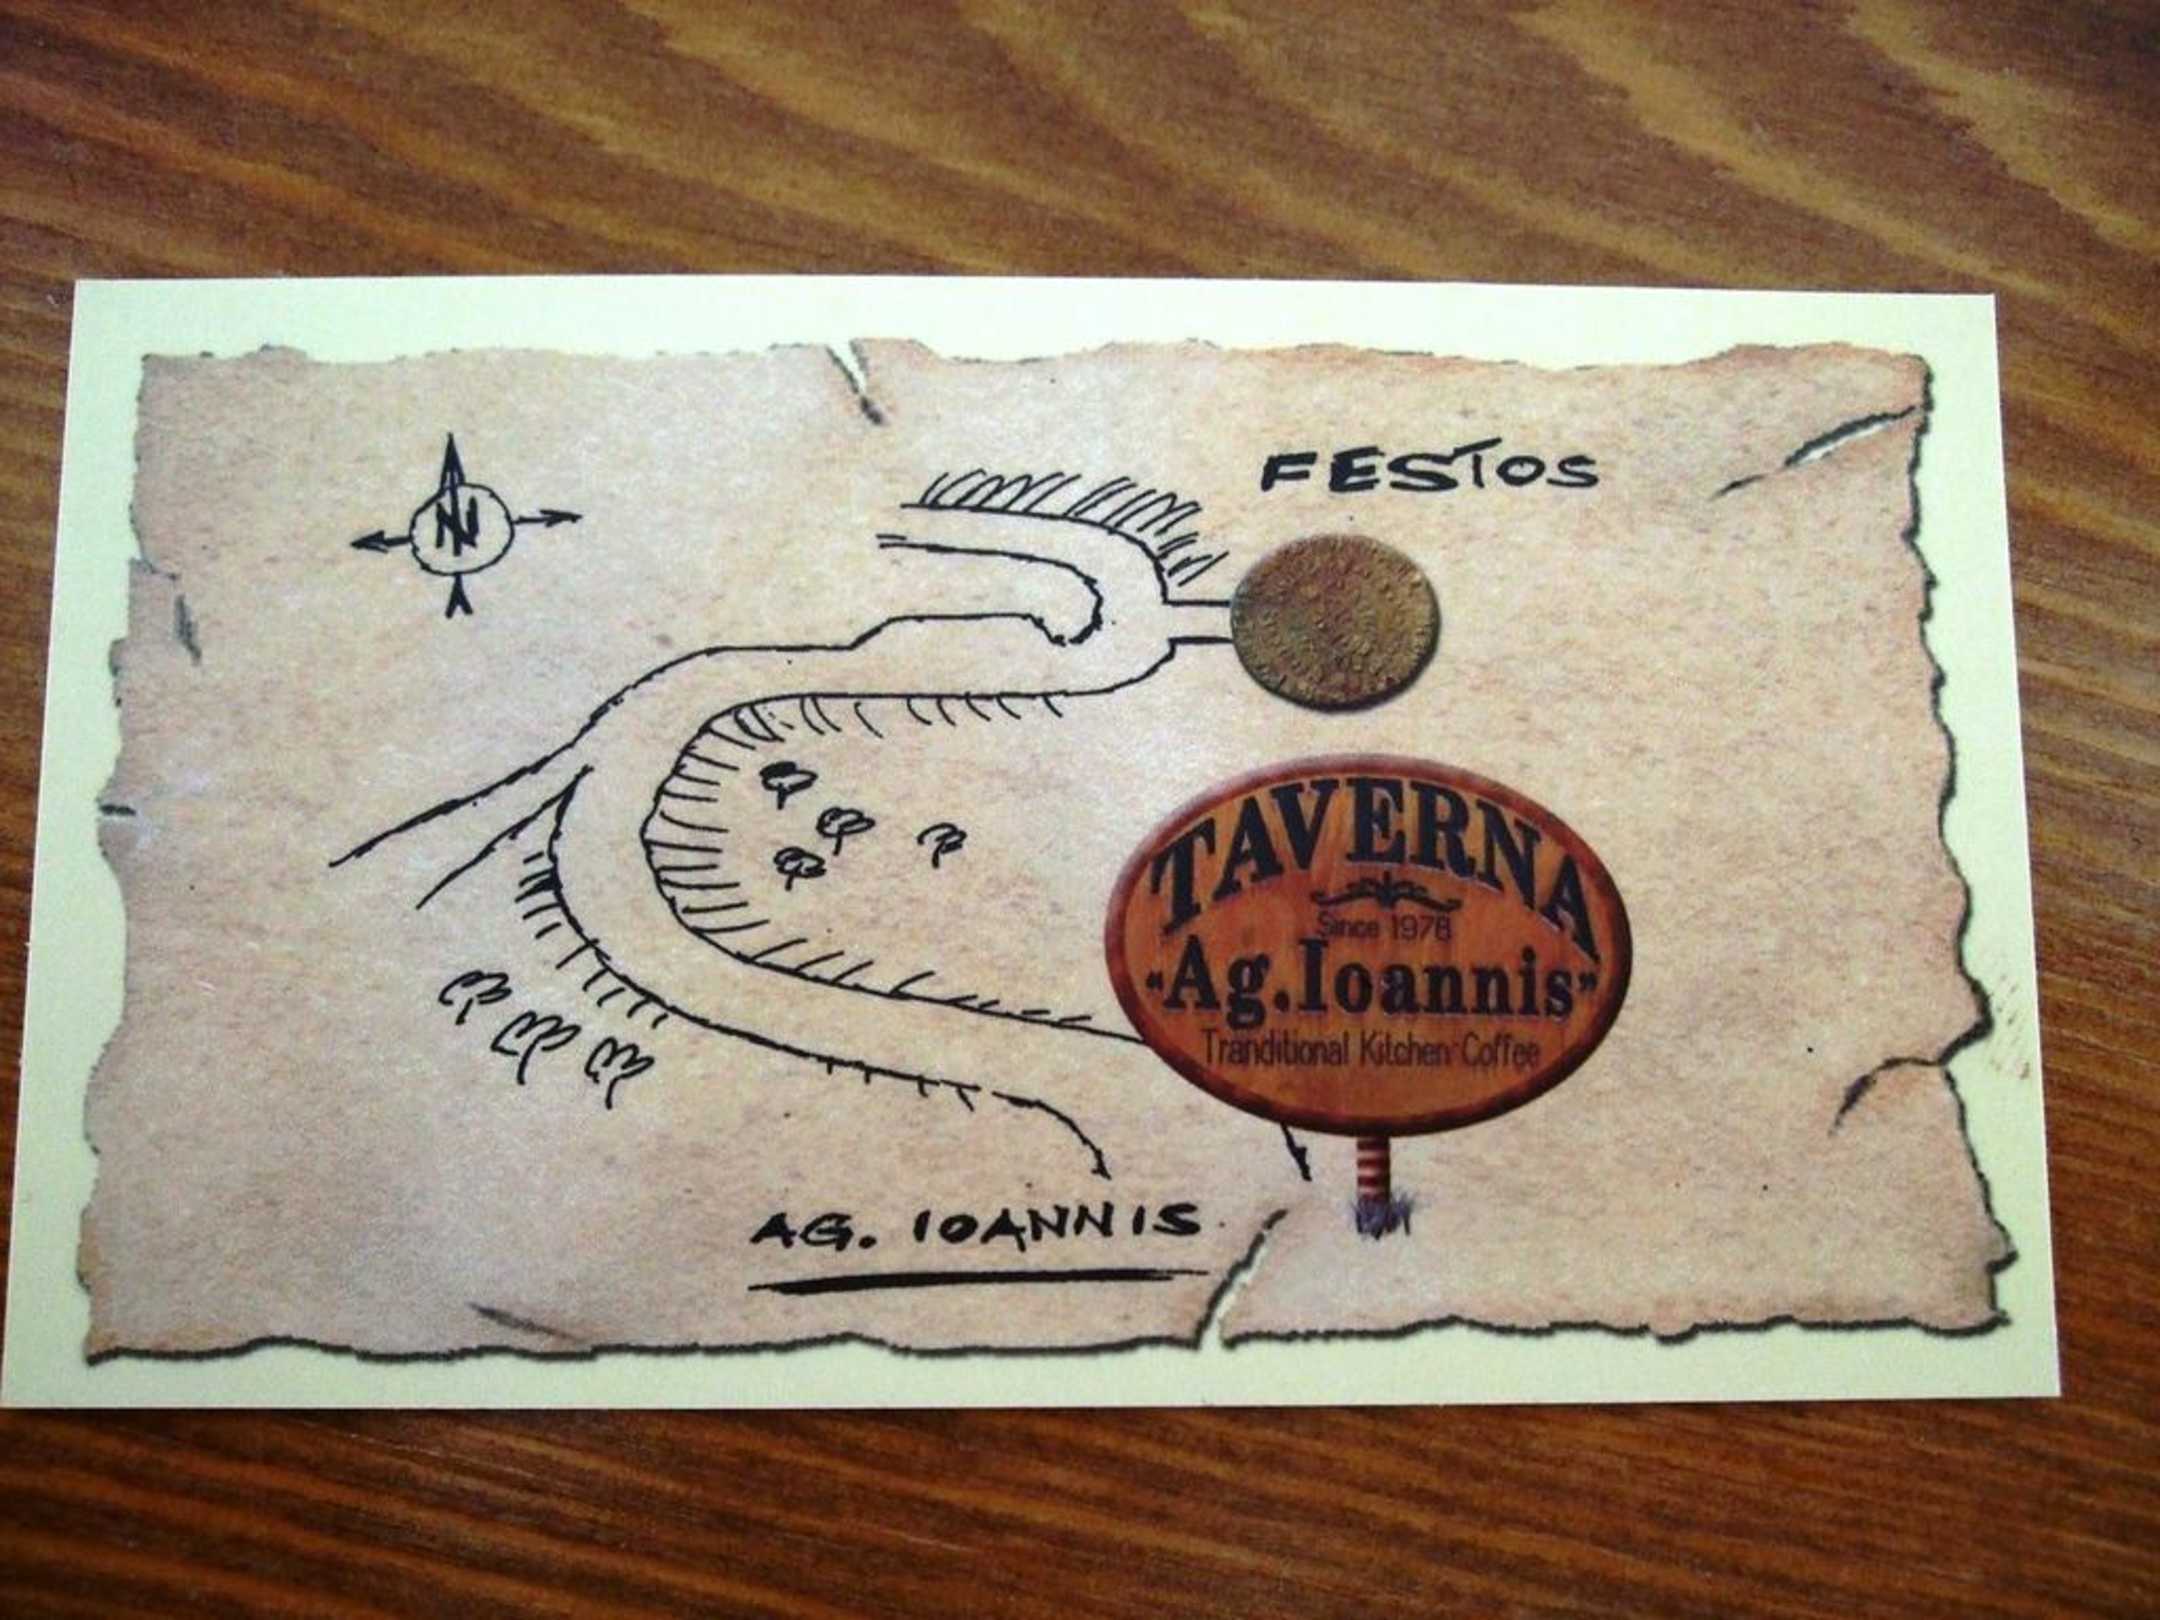 N
FESTOS
TAVERNA
Since 1978
"Ag.Ioannis"
Tranditional Kitchen-Coffee
AG. IOANNIS